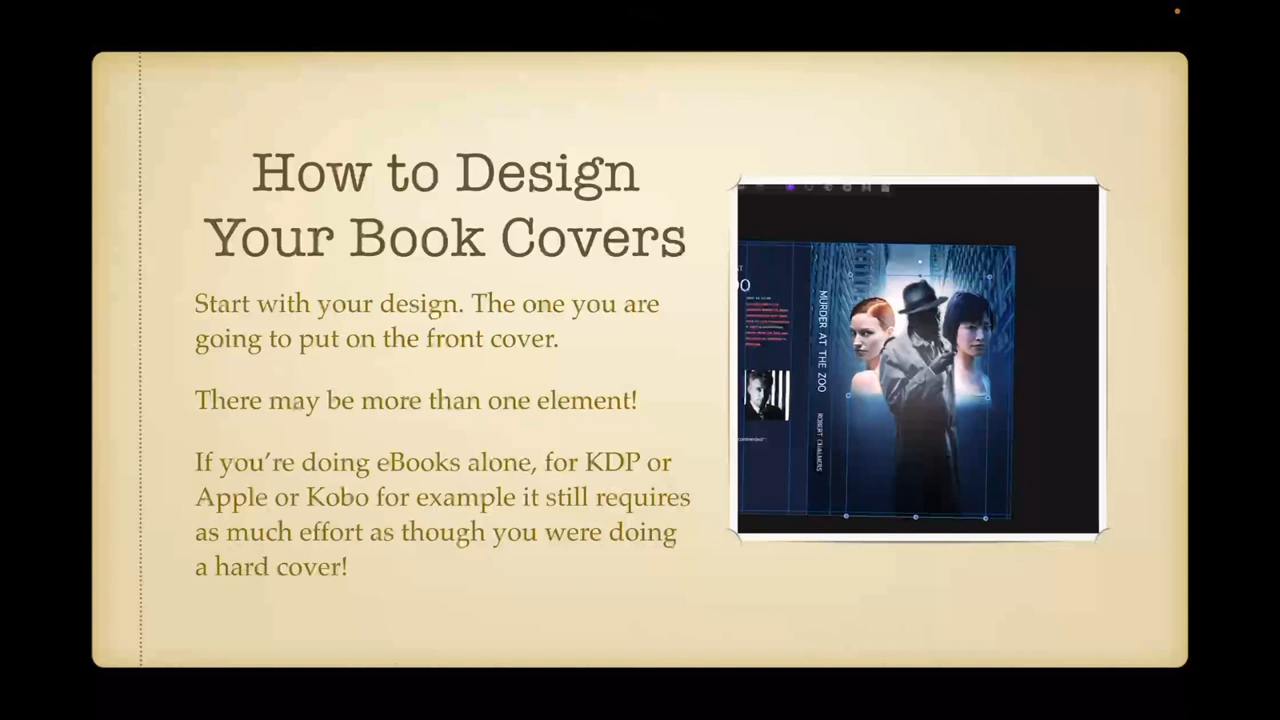 How to Design
Your Book Covers
Start with your design. The one you are
going to put on the front cover.
There may be more than one element!
If you're doing eBooks alone, for KDP or
Apple or Kobo for example it still requires
as much effort as though you were doing
a hard cover!
MURDER AT THE ZOO
ROBERT CHALMERS